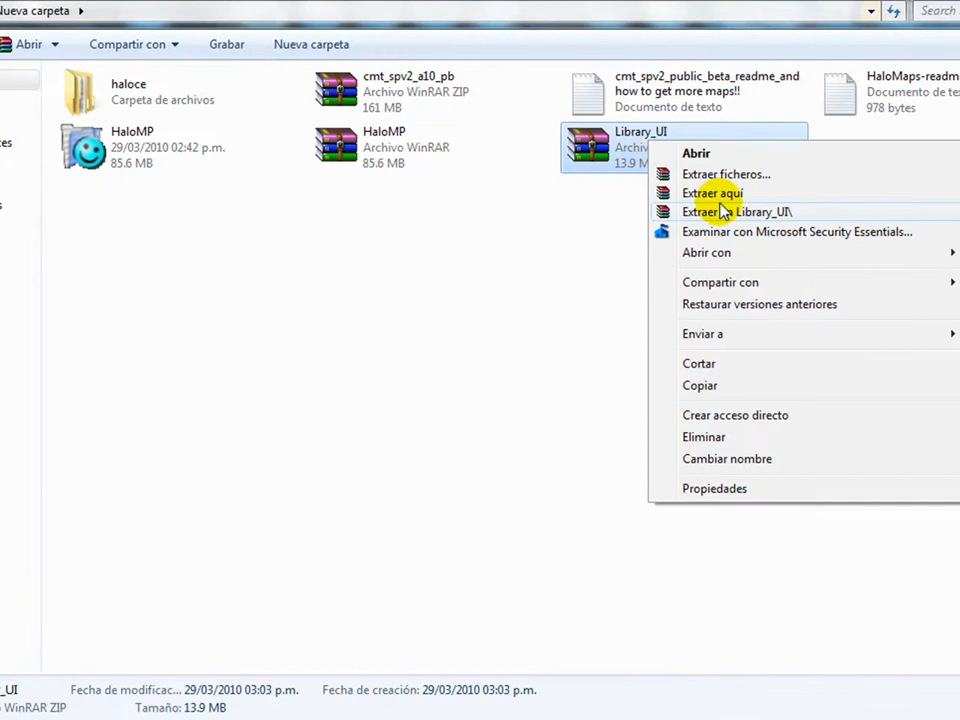 Nueva carpeta
Search
Abrir
Compartir con
Grabar
Nueva carpeta
haloce
Carpeta de archivos
cmt_spv2_a10_pb
Archivo WinRAR ZIP
161 MB
cmt_spv2_public_beta_readme_and
how to get more maps!!
Documento de texto
HaloMaps-readm
Documento de tex
978 bytes
HaloMP
29/03/2010 02:42 p.m.
85.6 MB
HaloMP
Archivo WinRAR
85.6 MB
Library_UI
Archiv
13.9 M
Abrir
Extraer ficheros...
Extraer aquí
Extraer a Library_UI\
Examinar con Microsoft Security Essentials...
Abrir con
Compartir con
Restaurar versiones anteriores
Enviar a
Cortar
Copiar
Crear acceso directo
Eliminar
Cambiar nombre
Propiedades
_UI
Fecha de modificac... 29/03/2010 03:03 p.m.
Fecha de creación: 29/03/2010 03:03 p.m.
WinRAR ZIP
Tamaño: 13.9 MB